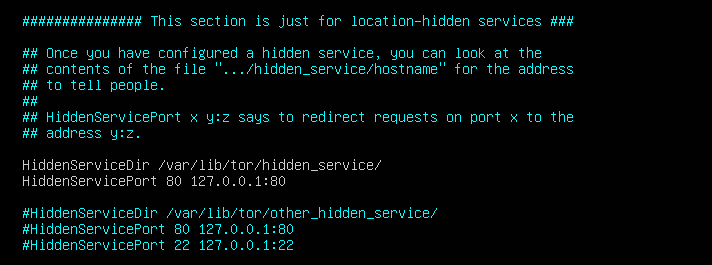 ############### This section is just for location-hidden services ###
## Once you have configured a hidden service, you can look at the
## contents of the file ".../hidden_service/hostname" for the address
## to tell people.
##
## HiddenServicePort x y:z says to redirect requests on port x to the
## address y:z.
HiddenServiceDir /var/lib/tor/hidden_service/
HiddenServicePort 80 127.0.0.1:80
#HiddenServiceDir /var/lib/tor/other_hidden_service/
#HiddenServicePort 80 127.0.0.1:80
#HiddenServicePort 22 127.0.0.1:22